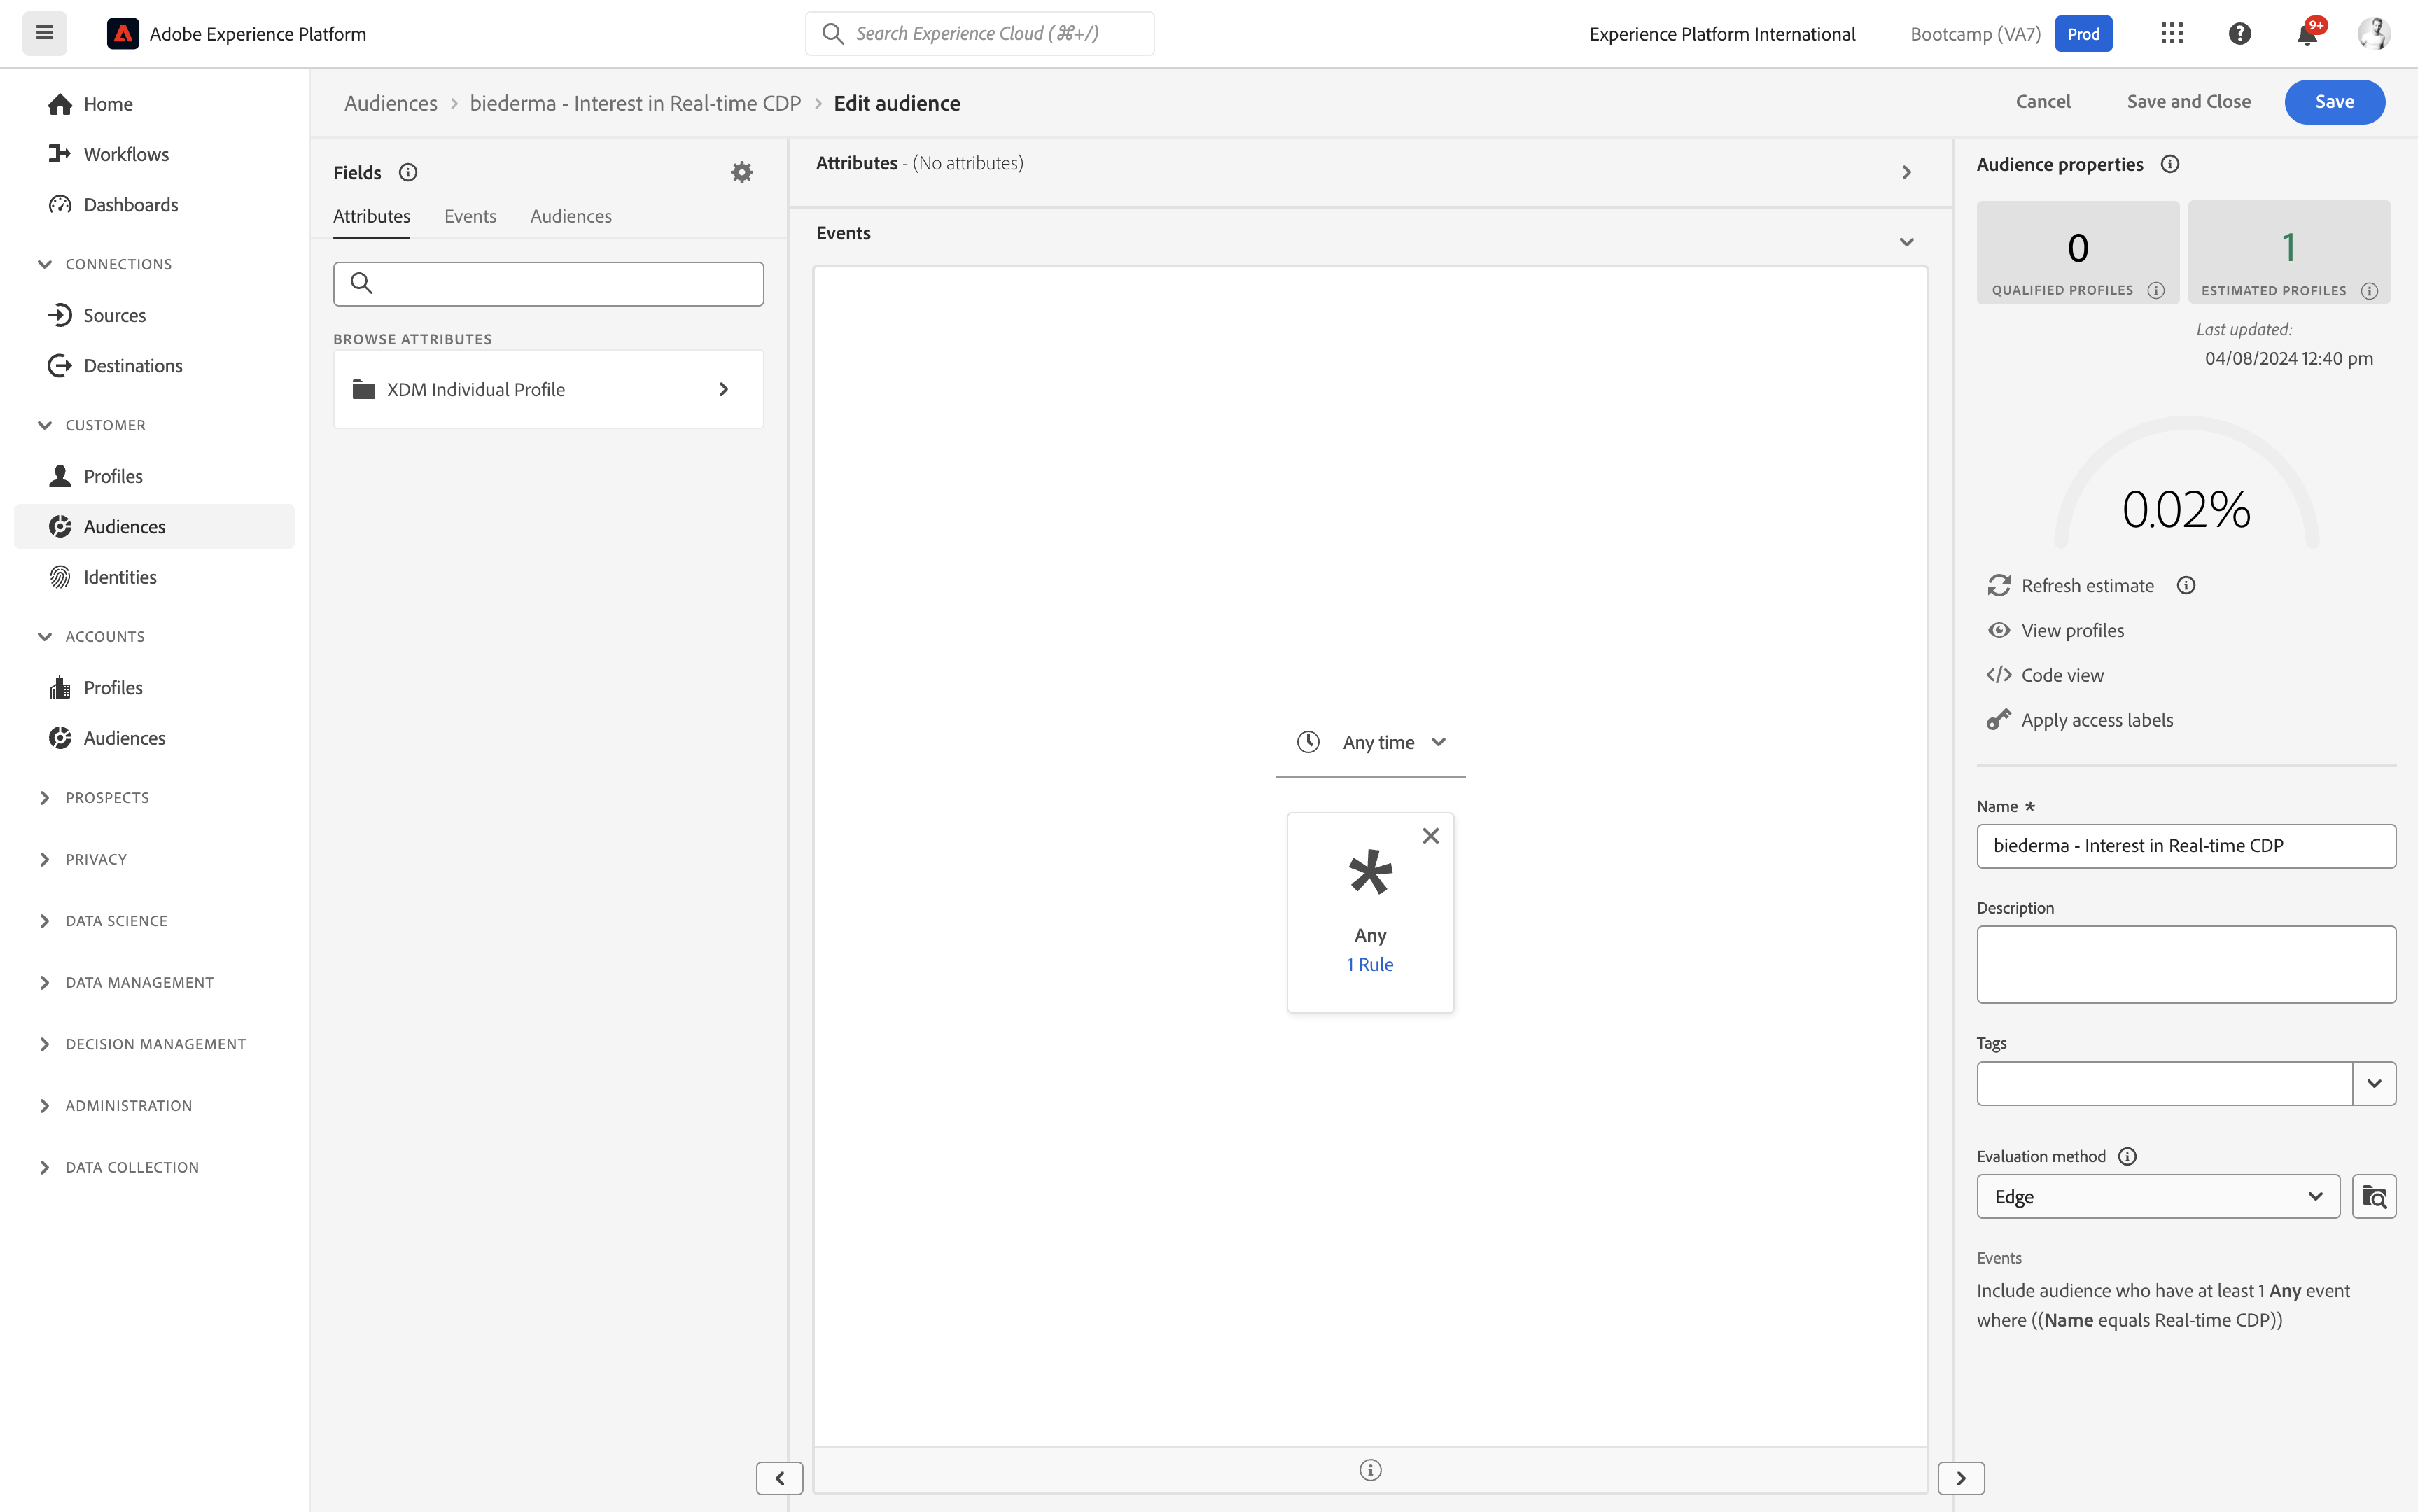 Adobe Experience Platform
Search Experience Cloud (⌘+/)
Experience Platform International
Bootcamp (VA7)
Prod
9+
Home
Workflows
Dashboards
CONNECTIONS
Sources
Destinations
CUSTOMER
Profiles
Audiences
Identities
ACCOUNTS
Profiles
Audiences
PROSPECTS
PRIVACY
DATA SCIENCE
DATA MANAGEMENT
DECISION MANAGEMENT
ADMINISTRATION
DATA COLLECTION
Audiences > biederma - Interest in Real-time CDP > Edit audience
Cancel
Save and Close
Save
Fields
Attributes
Events
Audiences
BROWSE ATTRIBUTES
XDM Individual Profile
Attributes - (No attributes)
Events
Any time
Any
1 Rule
Audience properties
0
QUALIFIED PROFILES
1
ESTIMATED PROFILES
Last updated:
04/08/2024 12:40 pm
0.02%
Refresh estimate
View profiles
Code view
Apply access labels
Name *
biederma - Interest in Real-time CDP
Description
Tags
Evaluation method
Edge
Events
Include audience who have at least 1 Any event
where ((Name equals Real-time CDP))